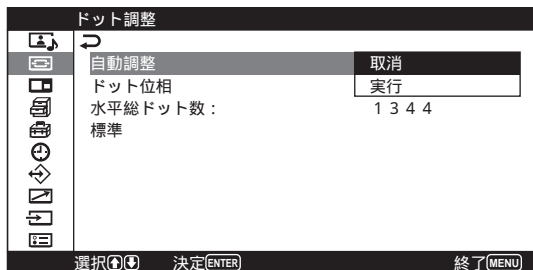 ドット調整
自動調整 取消
ドット位相 実行
水平総ドット数： １３４４
標準
選択 決定ENTER 終了MENU